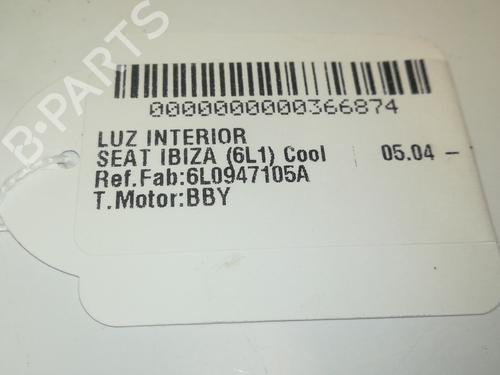 B-PARTS
0000000000366874
LUZ INTERIOR
SEAT IBIZA (6L1) Cool 05.04 -
Ref.Fab:6L0947105A
T.Motor:BBY